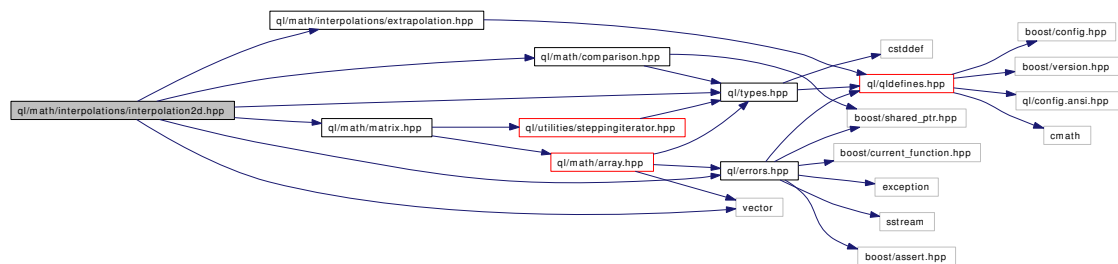 ql/math/interpolations/interpolation2d.hpp
ql/math/interpolations/extrapolation.hpp
ql/math/comparison.hpp
ql/math/matrix.hpp
ql/utilities/steppingiterator.hpp
ql/math/array.hpp
ql/types.hpp
ql/errors.hpp
vector
cstddef
ql/qldefines.hpp
boost/shared_ptr.hpp
boost/current_function.hpp
exception
sstream
boost/assert.hpp
boost/config.hpp
boost/version.hpp
ql/config.ansi.hpp
cmath